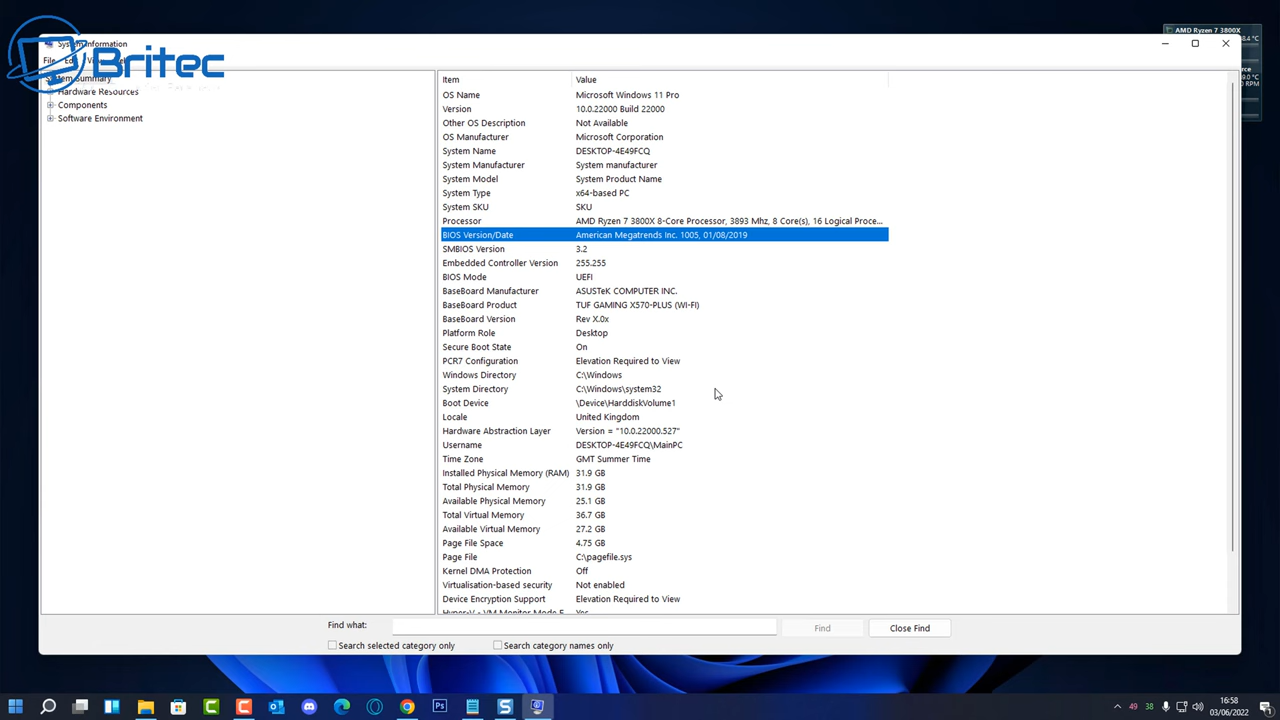 AMD Ryzen 7 3800X
Britec
System Information
System Summary
Hardware Resources
Components
Software Environment
Item Value
OS Name Microsoft Windows 11 Pro
Version 10.0.22000 Build 22000
Other OS Description Not Available
OS Manufacturer Microsoft Corporation
System Name DESKTOP-4E49FCQ
System Manufacturer System manufacturer
System Model System Product Name
System Type x64-based PC
System SKU SKU
Processor AMD Ryzen 7 3800X 8-Core Processor, 3893 Mhz, 8 Core(s), 16 Logical Proce...
BIOS Version/Date American Megatrends Inc. 1005, 01/08/2019
SMBIOS Version 3.2
Embedded Controller Version 255.255
BIOS Mode UEFI
BaseBoard Manufacturer ASUSTeK COMPUTER INC.
BaseBoard Product TUF GAMING X570-PLUS (WI-FI)
BaseBoard Version Rev X.0x
Platform Role Desktop
Secure Boot State On
PCR7 Configuration Elevation Required to View
Windows Directory C:\Windows
System Directory C:\Windows\system32
Boot Device \Device\HarddiskVolume1
Locale United Kingdom
Hardware Abstraction Layer Version = "10.0.22000.527"
Username DESKTOP-4E49FCQ\MainPC
Time Zone GMT Summer Time
Installed Physical Memory (RAM) 31.9 GB
Total Physical Memory 31.9 GB
Available Physical Memory 25.1 GB
Total Virtual Memory 36.7 GB
Available Virtual Memory 27.2 GB
Page File Space 4.75 GB
Page File C:\pagefile.sys
Kernel DMA Protection Off
Virtualisation-based security Not enabled
Device Encryption Support Elevation Required to View
Find what: Find Close Find
Search selected category only Search category names only
49 38 16:58
03/06/2022